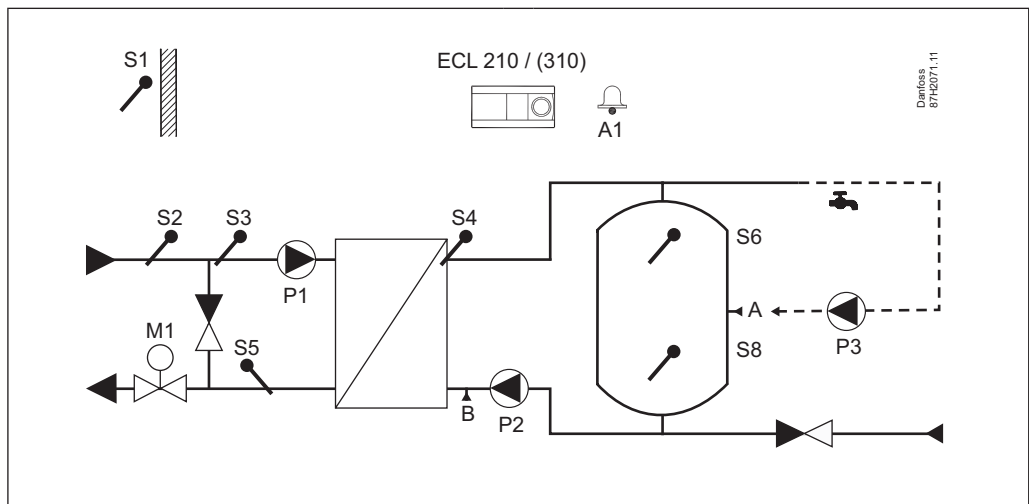 S1
ECL 210 / (310)
A1
Danfoss
87H2071.11
S2
S3
S4
P1
S6
A
P3
M1
S5
S8
B
P2